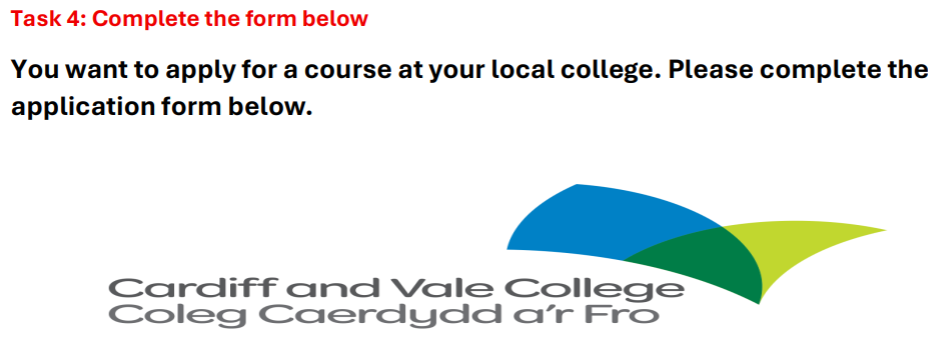 Task 4: Complete the form below
You want to apply for a course at your local college. Please complete the
application form below.
Cardiff and Vale College
Coleg Caerdydd a'r Fro